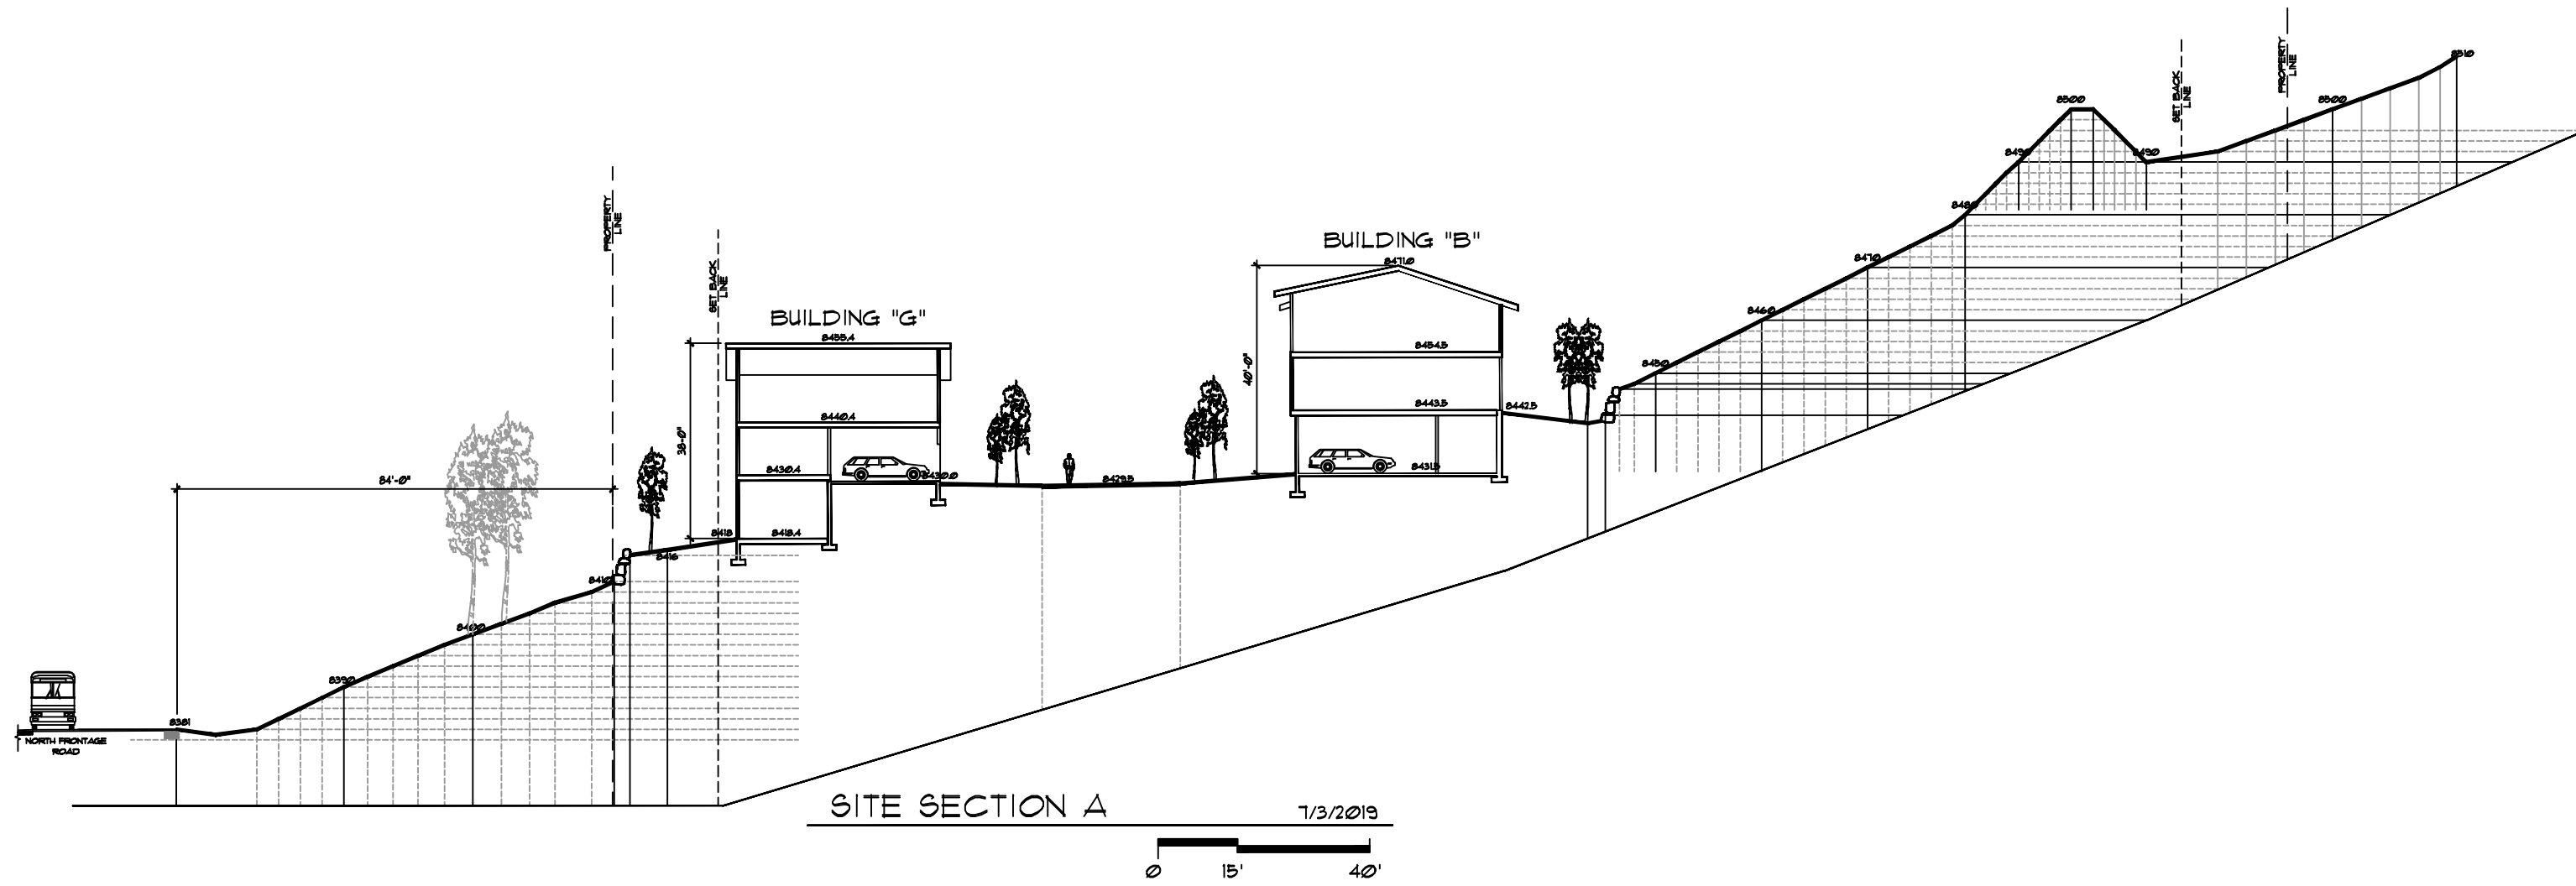 8510
PROPERTY
LINE
SET BACK
LINE
8500
8500
8490
8490
8480
PROPERTY
LINE
BUILDING "B"
8471.0
8470
SET BACK
LINE
BUILDING "G"
8455.4
8460
8454.5
40'-0"
8450
38'-0"
8440.4
8443.5
8442.5
84'-0"
8430.4
8430.0
8429.5
8431.5
8418
8418.4
8416
8410
8400
8390
8381
NORTH FRONTAGE
ROAD
SITE SECTION A
7/3/2019
0 15' 40'